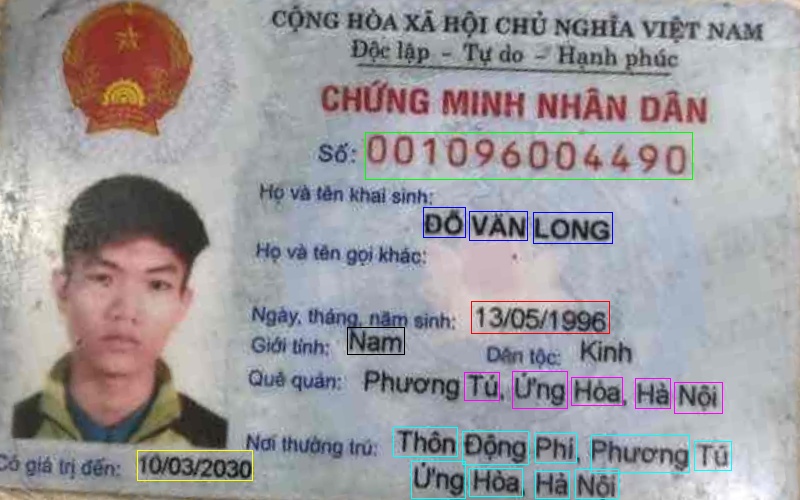 CỘNG HÒA XÃ HỘI CHỦ NGHĨA VIỆT NAM
Độc lập - Tự do - Hạnh phúc
CHỨNG MINH NHÂN DÂN
Số: 001096004490
Họ và tên khai sinh:
ĐỖ VĂN LONG
Họ và tên gọi khác:
Ngày, tháng, năm sinh: 13/05/1996
Giới tính: Nam Dân tộc: Kinh
Quê quán: Phương Tú, Ứng Hòa, Hà Nội
Nơi thường trú: Thôn Động Phí, Phương Tú
Ứng Hòa, Hà Nội
Có giá trị đến: 10/03/2030